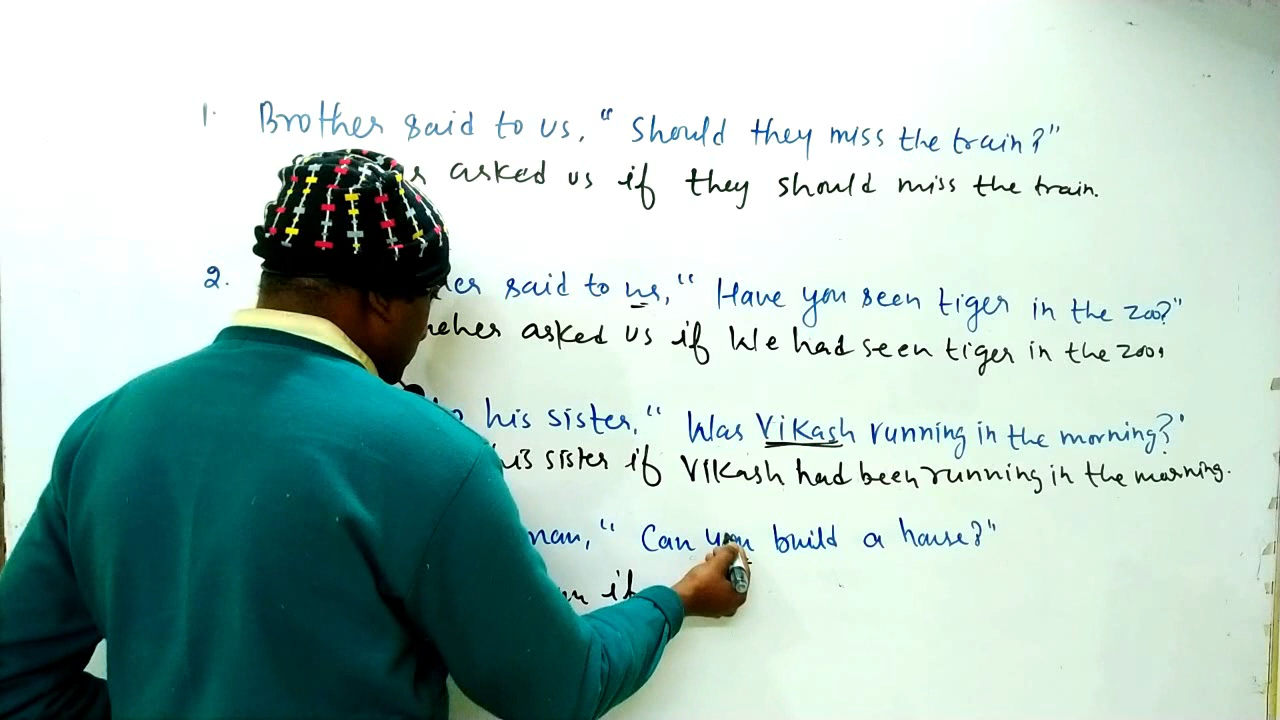 1. Brother said to us, "Should they miss the train?"
asked us if they should miss the train.
2. said to us, "Have you seen tiger in the zoo?"
asked us if We had seen tiger in the zoo.
his sister, "Was Vikash running in the morning?"
sister if Vikash had been running in the morning.
"Can you build a house?"
if